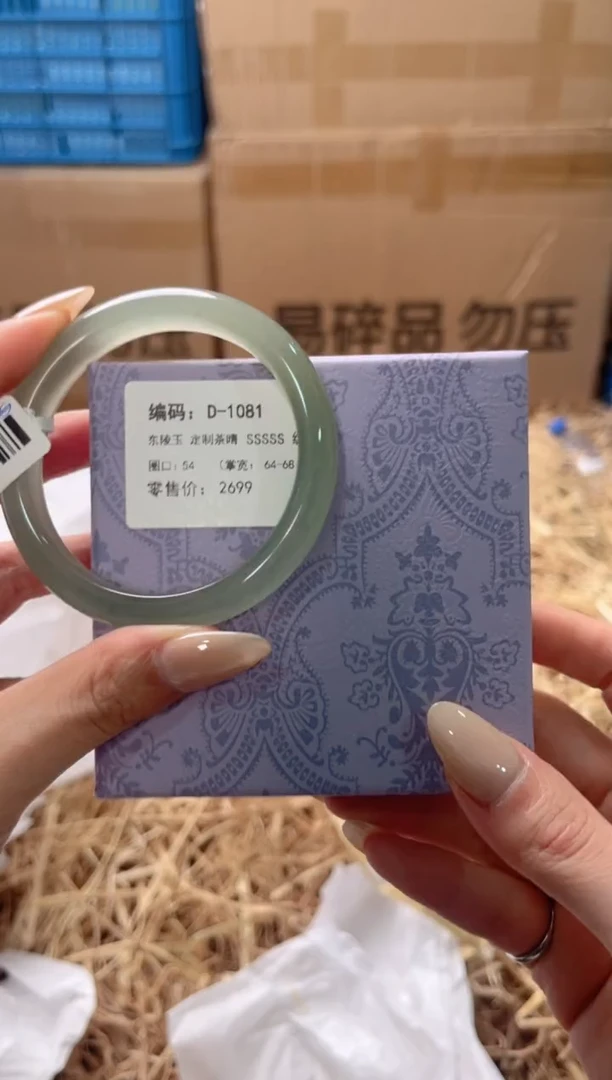 易碎品 勿压
编码: D-1081
东陵玉 定制茶晴 SSSSS
圈口: 54 (掌宽: 64-68
零售价: 2699